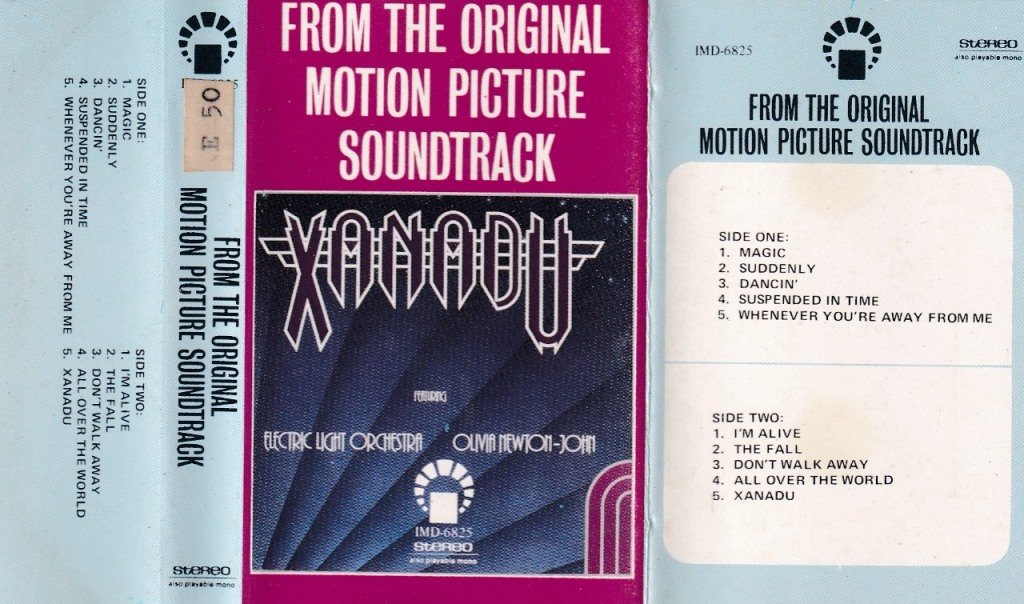 SIDE ONE:
1. MAGIC
2. SUDDENLY
3. DANCIN'
4. SUSPENDED IN TIME
5. WHENEVER YOU'RE AWAY FROM ME
SIDE TWO:
1. I'M ALIVE
2. THE FALL
3. DON'T WALK AWAY
4. ALL OVER THE WORLD
5. XANADU
FROM THE ORIGINAL
MOTION PICTURE SOUNDTRACK
STEREO
also playable mono
FROM THE ORIGINAL
MOTION PICTURE
SOUNDTRACK
XANADU
FEATURING
ELECTRIC LIGHT ORCHESTRA OLIVIA NEWTON-JOHN
IMD-6825
STEREO
also playable mono
IMD-6825
STEREO
also playable mono
FROM THE ORIGINAL
MOTION PICTURE SOUNDTRACK
SIDE ONE:
1. MAGIC
2. SUDDENLY
3. DANCIN'
4. SUSPENDED IN TIME
5. WHENEVER YOU'RE AWAY FROM ME
SIDE TWO:
1. I'M ALIVE
2. THE FALL
3. DON'T WALK AWAY
4. ALL OVER THE WORLD
5. XANADU